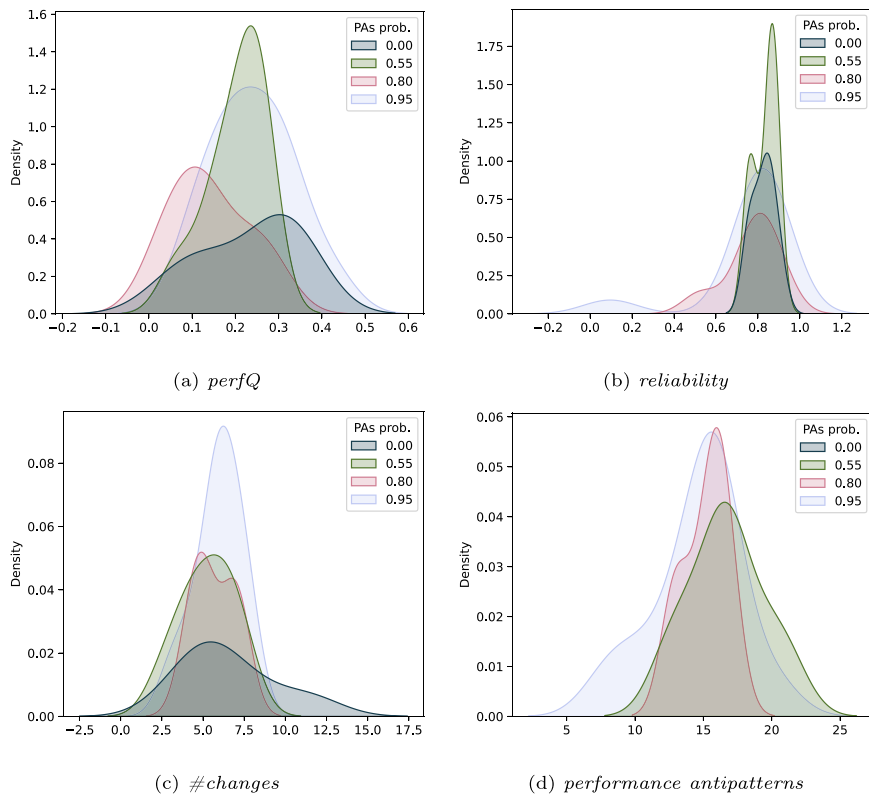 PAs prob.
0.00
0.55
0.80
0.95
Density
1.6
1.4
1.2
1.0
0.8
0.6
0.4
0.2
0.0
−0.2 −0.1 0.0 0.1 0.2 0.3 0.4 0.5 0.6
(a) perfQ
PAs prob.
0.00
0.55
0.80
0.95
Density
1.75
1.50
1.25
1.00
0.75
0.50
0.25
0.00
−0.2 0.0 0.2 0.4 0.6 0.8 1.0 1.2
(b) reliability
PAs prob.
0.00
0.55
0.80
0.95
Density
0.08
0.06
0.04
0.02
0.00
−2.5 0.0 2.5 5.0 7.5 10.0 12.5 15.0 17.5
(c) #changes
PAs prob.
0.00
0.55
0.80
0.95
Density
0.06
0.05
0.04
0.03
0.02
0.01
0.00
5 10 15 20 25
(d) performance antipatterns